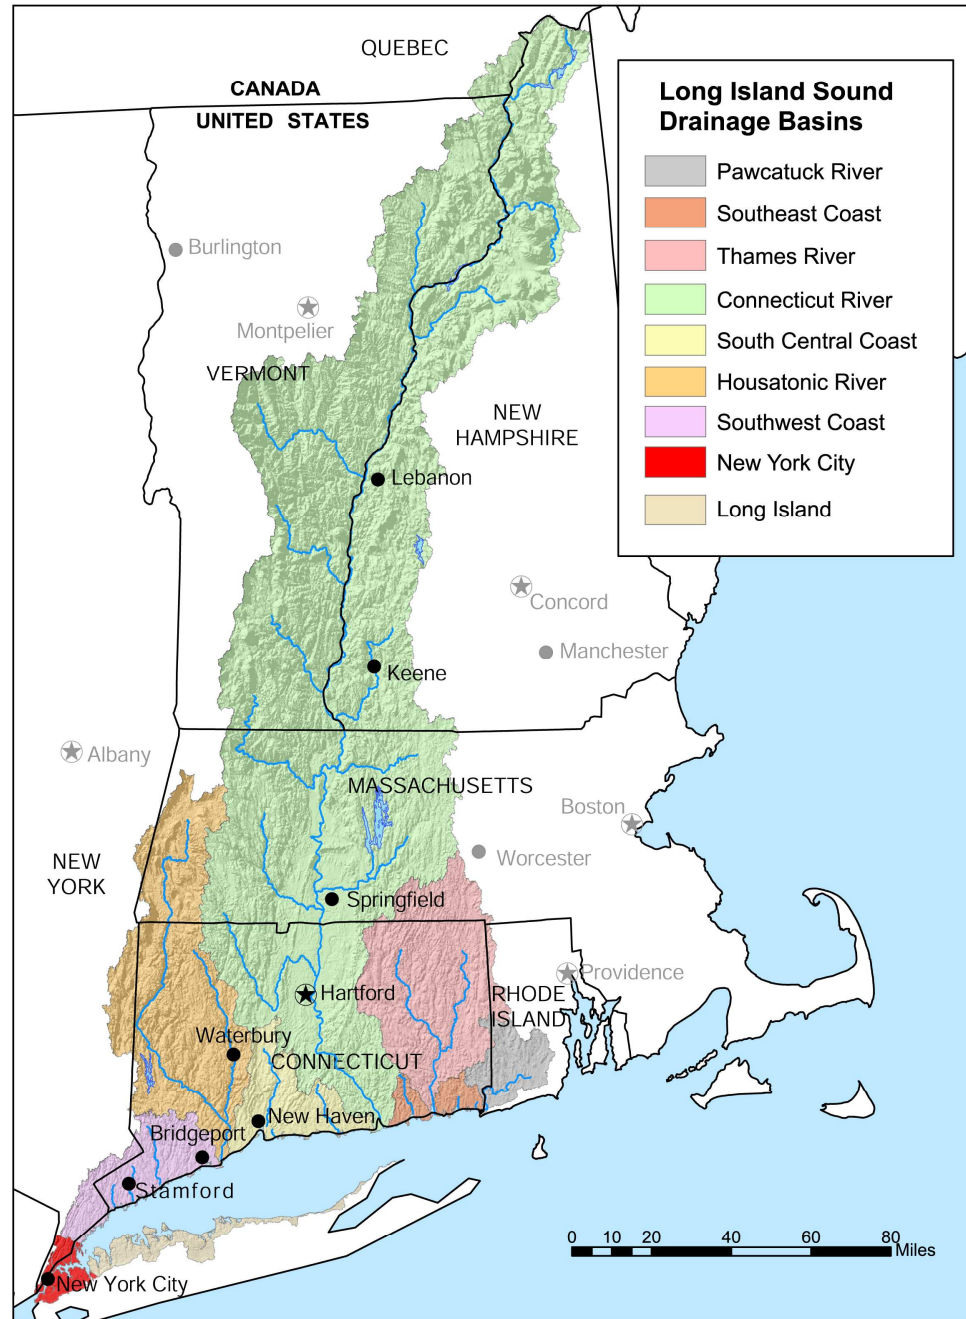 QUEBEC
CANADA
UNITED STATES
Long Island Sound
Drainage Basins
Pawcatuck River
Southeast Coast
Thames River
Connecticut River
South Central Coast
Housatonic River
Southwest Coast
New York City
Long Island
Burlington
Montpelier
VERMONT
NEW
HAMPSHIRE
Lebanon
Concord
Manchester
Keene
Albany
MASSACHUSETTS
Boston
NEW
YORK
Worcester
Springfield
Providence
Hartford
RHODE
ISLAND
Waterbury
CONNECTICUT
New Haven
Bridgeport
Stamford
0 10 20 40 60 80
Miles
New York City